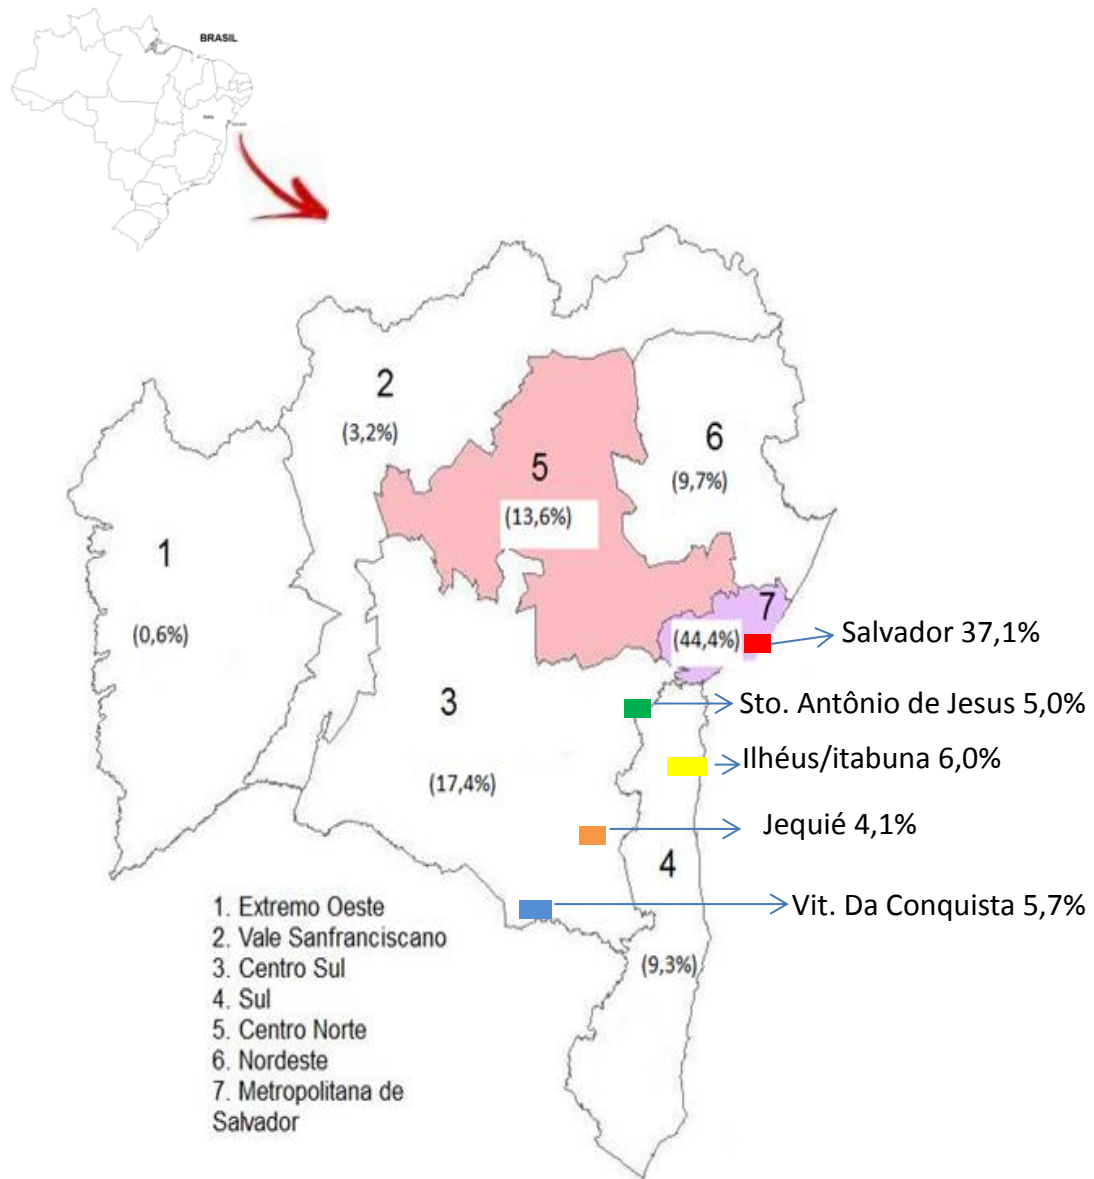 BRASIL
2
(3,2%)
6
(9,7%)
5
(13,6%)
1
(0,6%)
7
(44,4%)
Salvador 37,1%
3
(17,4%)
Sto. Antônio de Jesus 5,0%
Ilhéus/itabuna 6,0%
Jequié 4,1%
4
Vit. Da Conquista 5,7%
(9,3%)
1. Extremo Oeste
2. Vale Sanfranciscano
3. Centro Sul
4. Sul
5. Centro Norte
6. Nordeste
7. Metropolitana de
Salvador